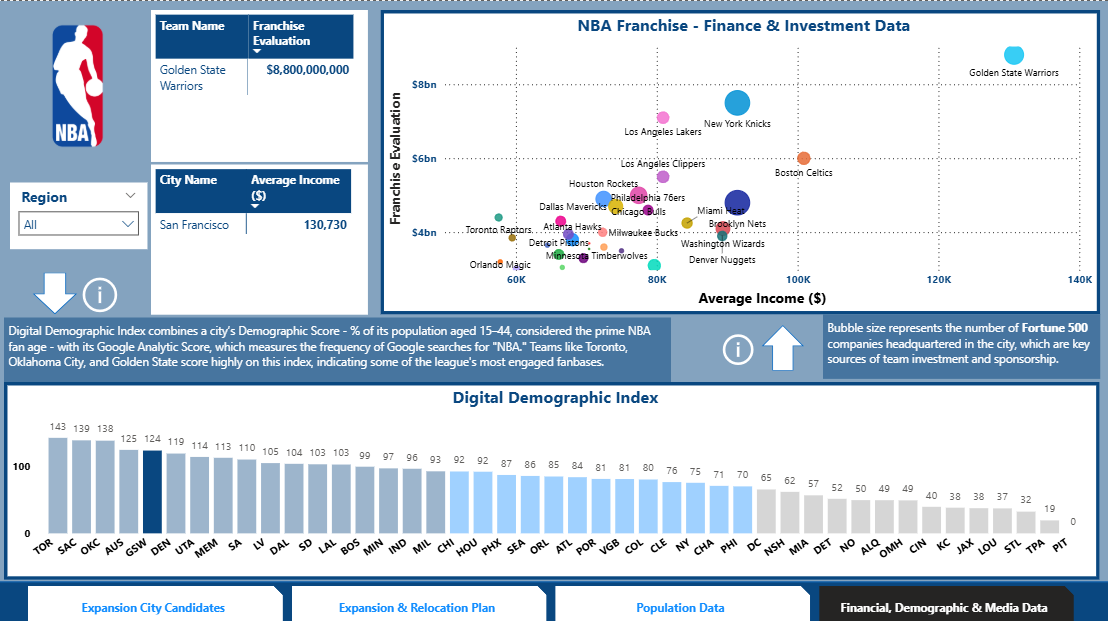 NBA
Team Name
Franchise
Evaluation
Golden State
Warriors
$8,800,000,000
City Name
Average Income
($)
San Francisco
130,730
Region
All
NBA Franchise - Finance & Investment Data
Franchise Evaluation
$8bn
$6bn
$4bn
Golden State Warriors
New York Knicks
Los Angeles Lakers
Boston Celtics
Los Angeles Clippers
Houston Rockets
Philadelphia 76ers
Dallas Mavericks
Chicago Bulls
Miami Heat
Brooklyn Nets
Toronto Raptors
Atlanta Hawks
Milwaukee Bucks
Detroit Pistons
Washington Wizards
Minnesota Timberwolves
Denver Nuggets
Orlando Magic
60K 80K 100K 120K 140K
Average Income ($)
i
Digital Demographic Index combines a city's Demographic Score - % of its population aged 15–44, considered the prime NBA
fan age - with its Google Analytic Score, which measures the frequency of Google searches for "NBA." Teams like Toronto,
Oklahoma City, and Golden State score highly on this index, indicating some of the league's most engaged fanbases.
i
Bubble size represents the number of Fortune 500
companies headquartered in the city, which are key
sources of team investment and sponsorship.
Digital Demographic Index
143 139 138 125 124 119 114 113 110 105 104 103 103 99 97 96 93 92 92 87 86 85 84 81 81 80 76 75 71 70 65 62 57 52 50 49 49 40 38 38 37 32 19 0
100
0
TOR SAC OKC AUS GSW DEN UTA MEM SA LV DAL SD LAL BOS MIN IND MIL CHI HOU PHX SEA ORL ATL POR VGB COL CLE NY CHA PHI DC NSH MIA DET NO ALQ OMH CIN KC JAX LOU STL TPA PIT
Expansion City Candidates
Expansion & Relocation Plan
Population Data
Financial, Demographic & Media Data